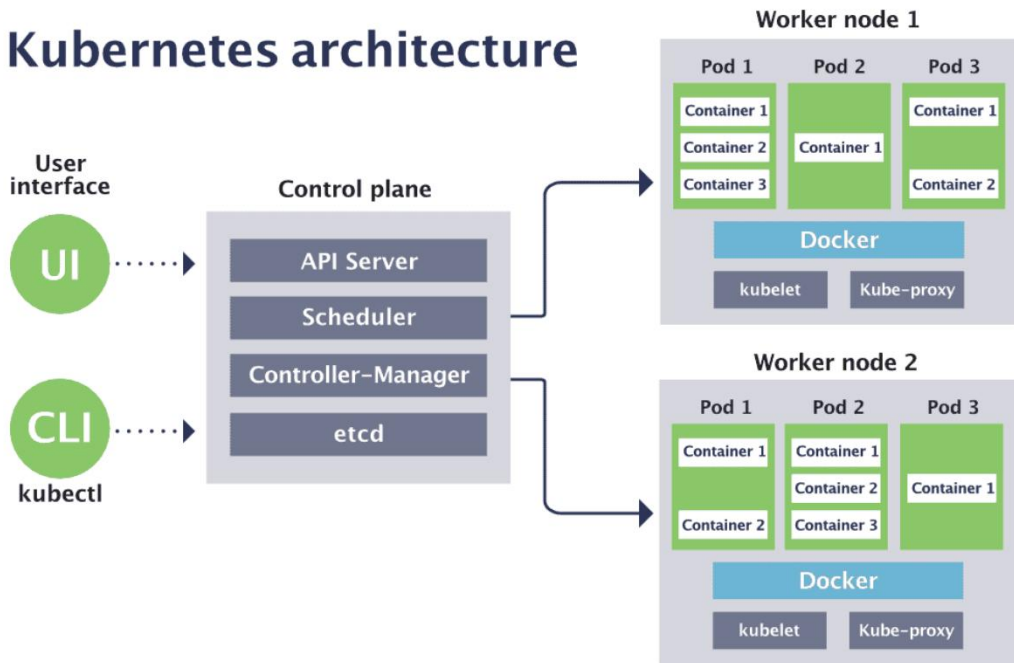 Kubernetes architecture
User
interface
UI
CLI
kubectl
Control plane
API Server
Scheduler
Controller-Manager
etcd
Worker node 1
Pod 1
Pod 2
Pod 3
Container 1
Container 2
Container 3
Container 1
Container 1
Container 2
Docker
kubelet
Kube-proxy
Worker node 2
Pod 1
Pod 2
Pod 3
Container 1
Container 2
Container 1
Container 2
Container 3
Container 1
Docker
kubelet
Kube-proxy